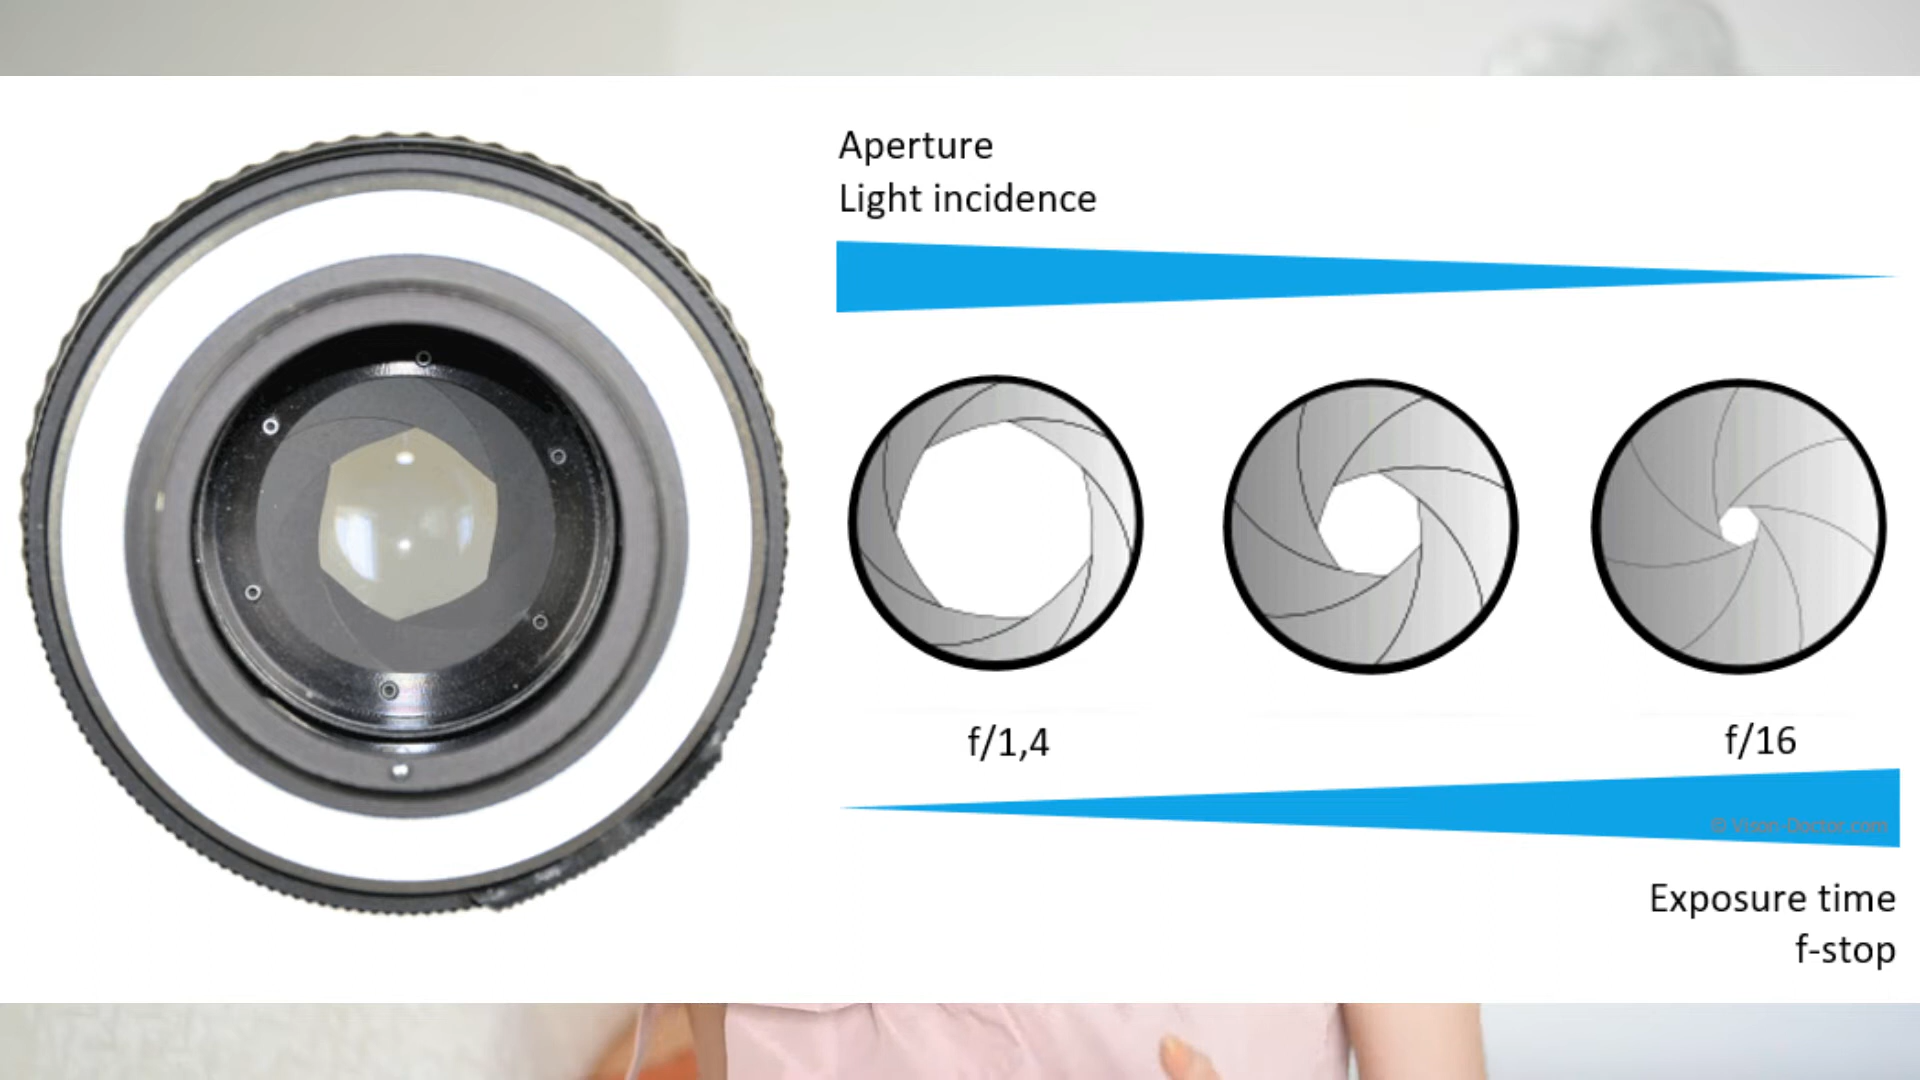 Aperture
Light incidence
f/1,4
f/16
© Vison-Doctor.com
Exposure time
f-stop